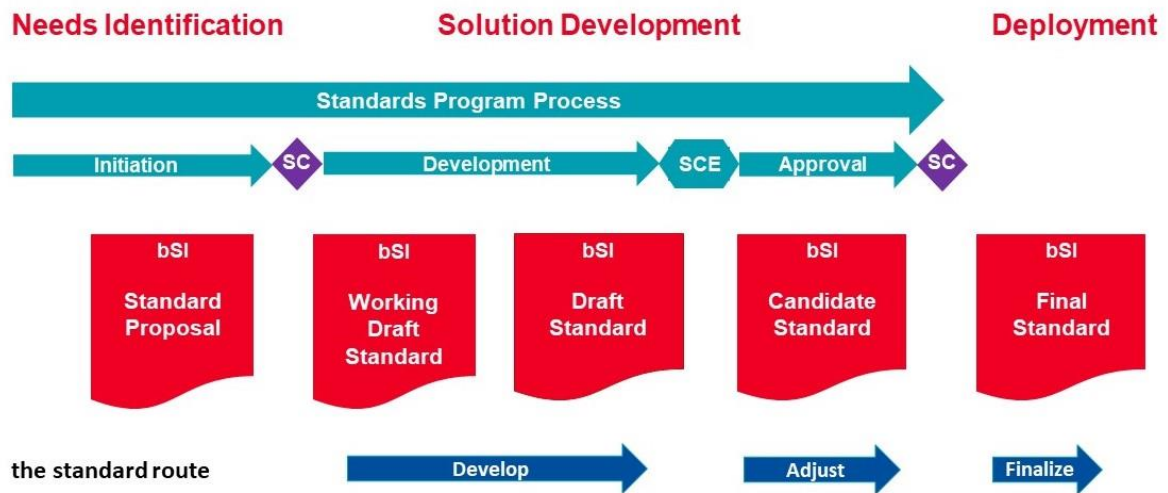 Needs Identification
Solution Development
Deployment
Standards Program Process
Initiation
SC
Development
SCE
Approval
SC
bSI
Standard
Proposal
bSI
Working
Draft
Standard
bSI
Draft
Standard
bSI
Candidate
Standard
bSI
Final
Standard
the standard route
Develop
Adjust
Finalize